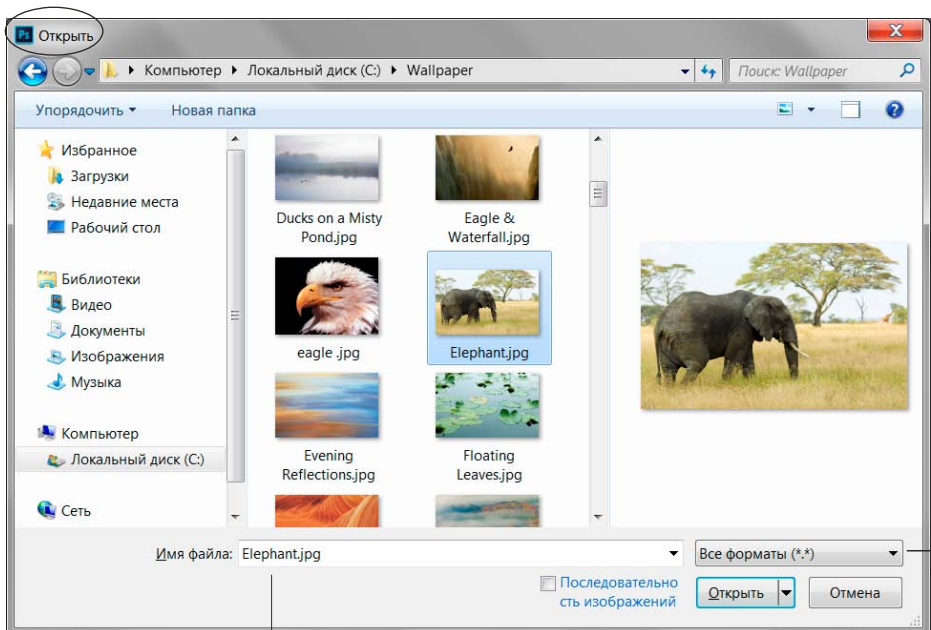 Ps Открыть
Компьютер Локальный диск (C:) Wallpaper
Поиск: Wallpaper
Упорядочить Новая папка
Избранное
Загрузки
Недавние места
Рабочий стол
Библиотеки
Видео
Документы
Изображения
Музыка
Компьютер
Локальный диск (C:)
Сеть
Ducks on a Misty
Pond.jpg
Eagle &
Waterfall.jpg
eagle .jpg
Elephant.jpg
Evening
Reflections.jpg
Floating
Leaves.jpg
Имя файла: Elephant.jpg
Все форматы (*.*)
Последовательно
сть изображений
Открыть
Отмена